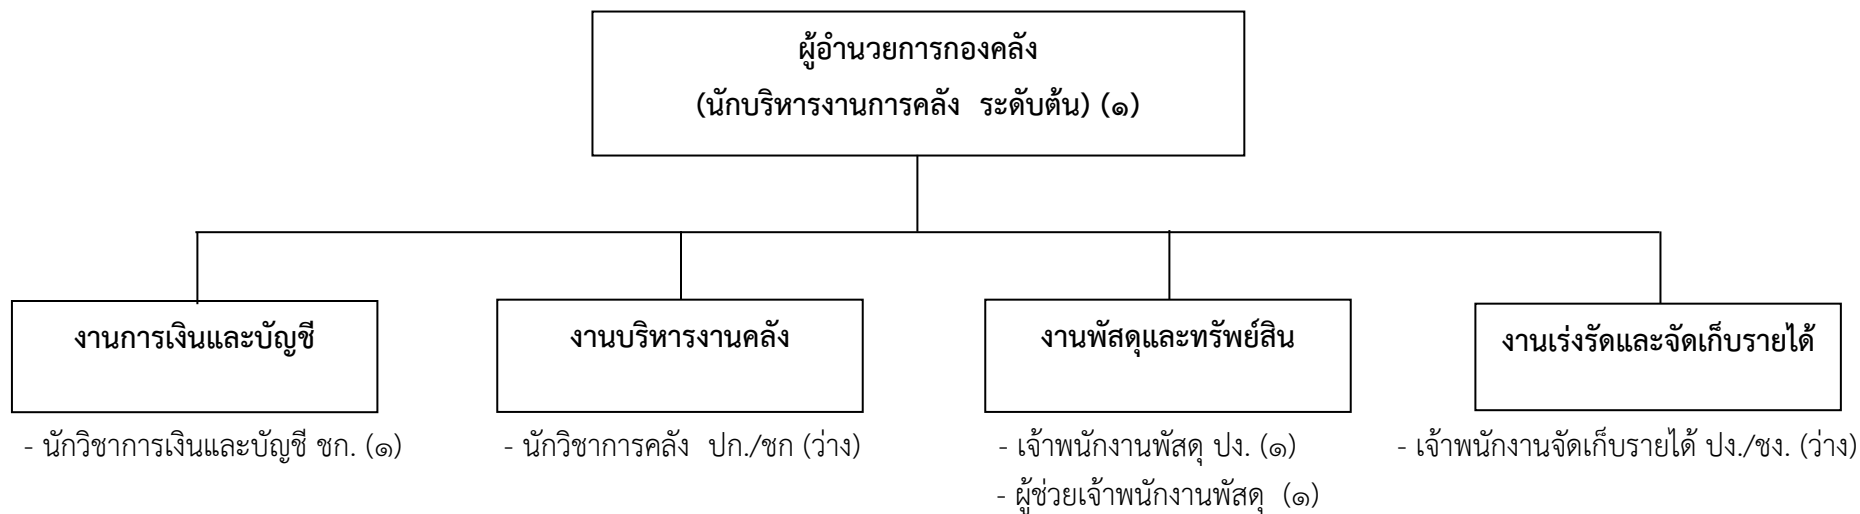 ผู้อำนวยการกองคลัง
(นักบริหารงานการคลัง ระดับต้น) (๑)
งานการเงินและบัญชี
- นักวิชาการเงินและบัญชี ชก. (๑)
งานบริหารงานคลัง
- นักวิชาการคลัง ปก./ชก (ว่าง)
งานพัสดุและทรัพย์สิน
- เจ้าพนักงานพัสดุ ปง. (๑)
- ผู้ช่วยเจ้าพนักงานพัสดุ (๑)
งานเร่งรัดและจัดเก็บรายได้
- เจ้าพนักงานจัดเก็บรายได้ ปง./ชง. (ว่าง)